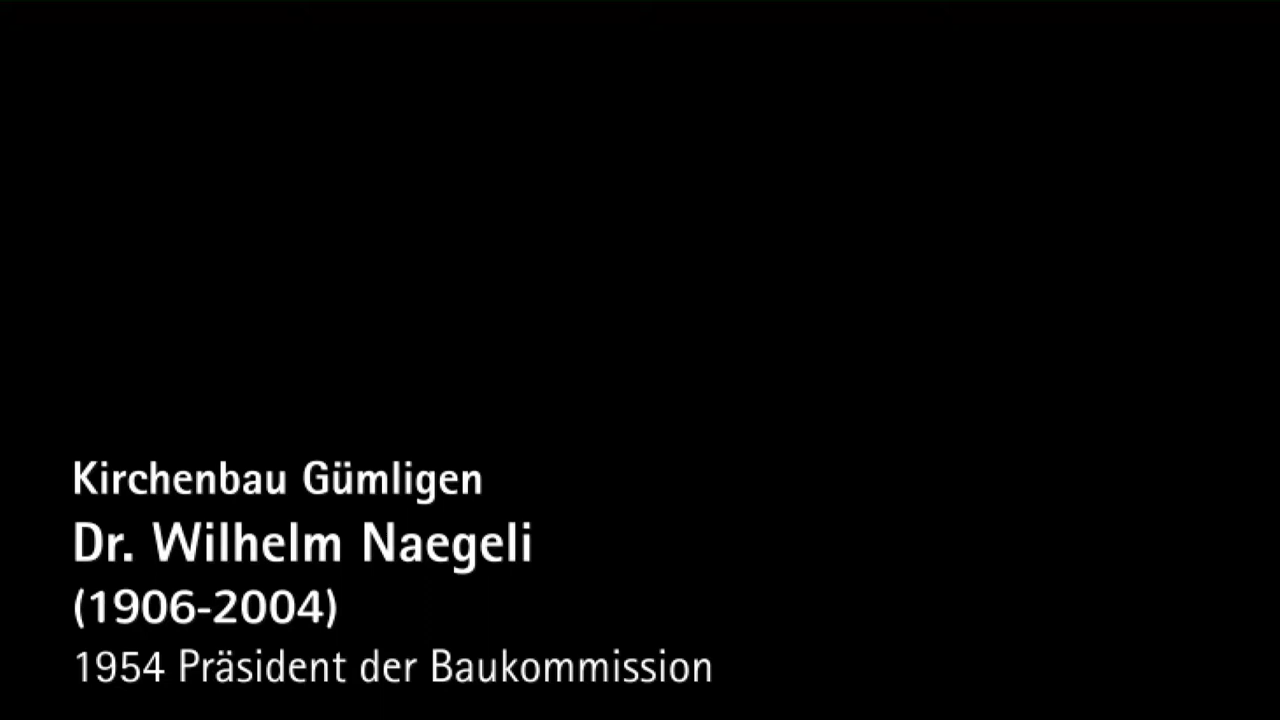 Kirchenbau Gümligen
Dr. Wilhelm Naegeli
(1906-2004)
1954 Präsident der Baukommission